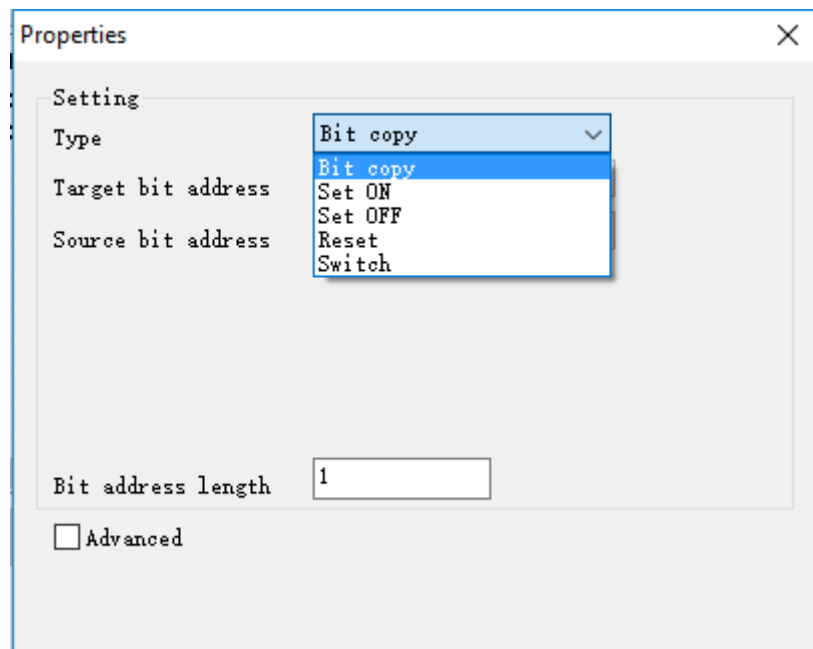 Properties
Setting
Type
Bit copy
Bit copy
Target bit address
Set ON
Set OFF
Source bit address
Reset
Switch
Bit address length
1
Advanced